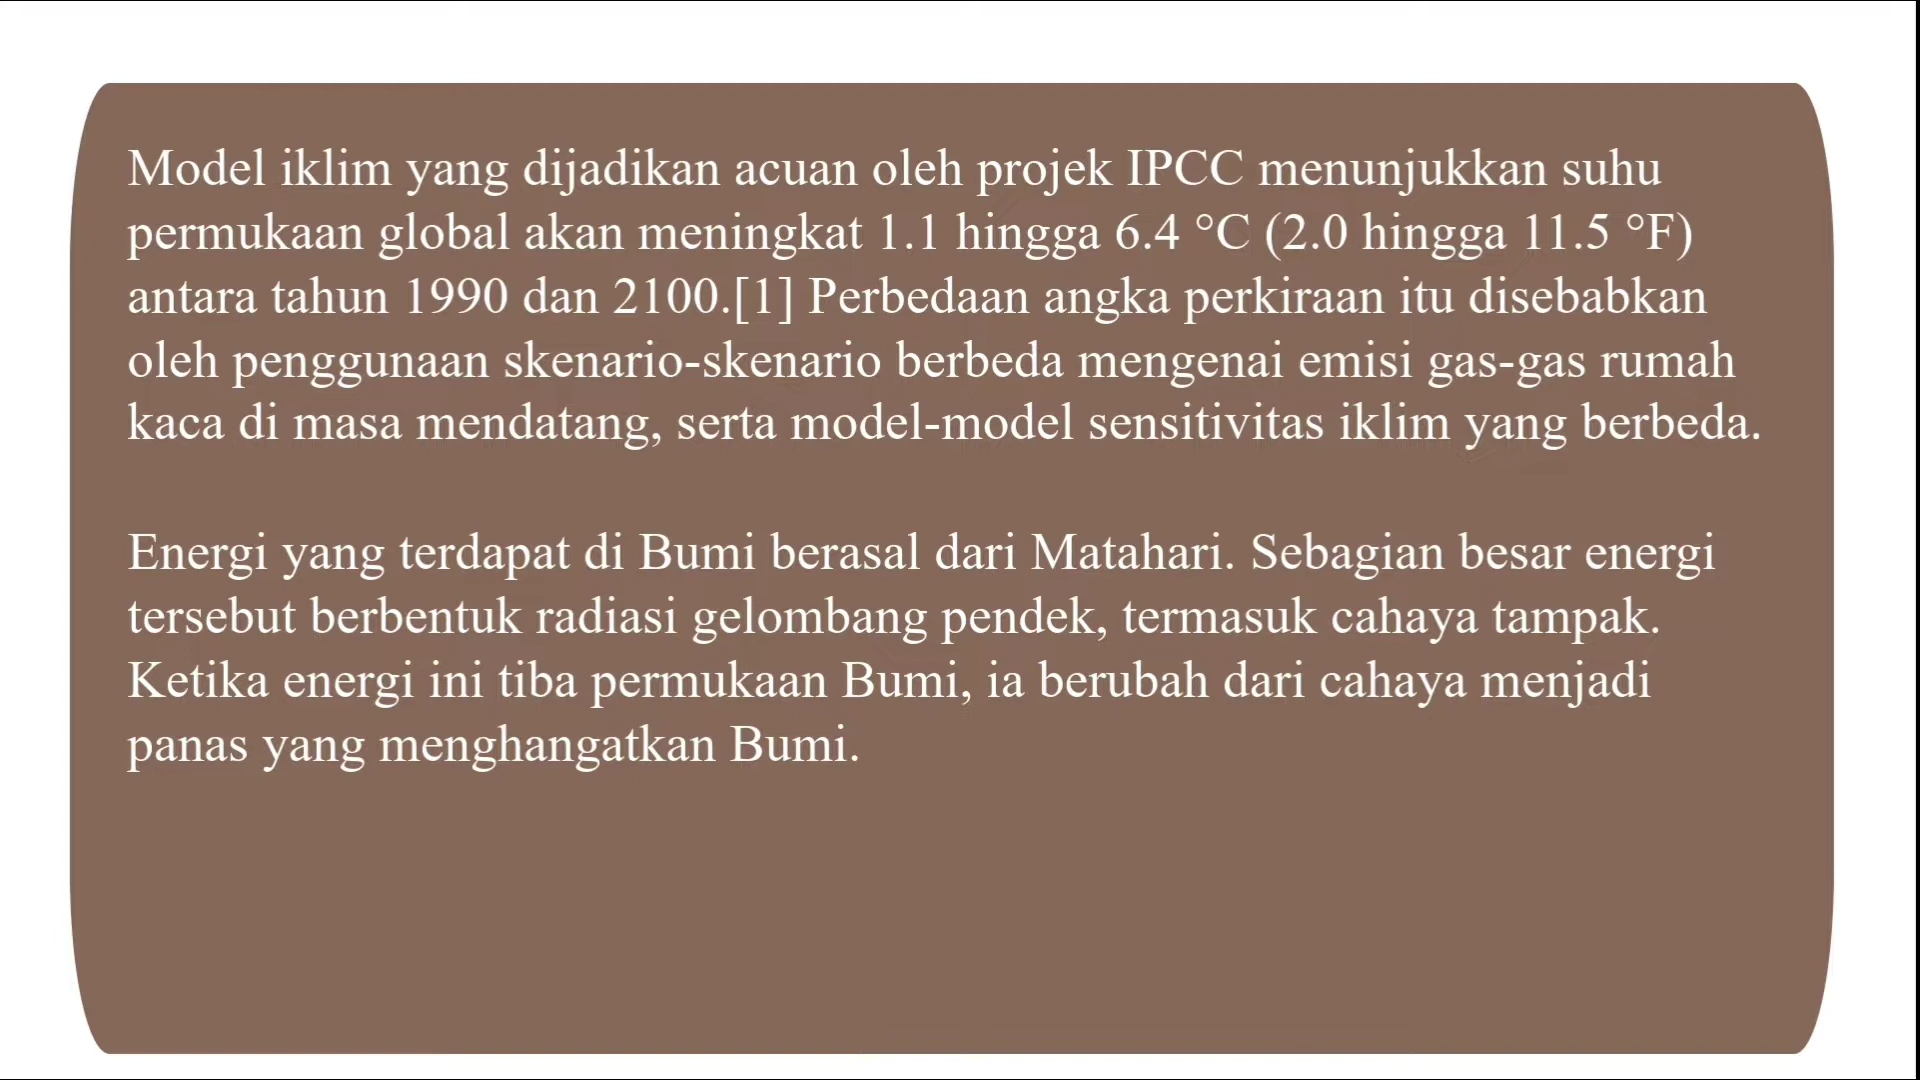 Model iklim yang dijadikan acuan oleh projek IPCC menunjukkan suhu
permukaan global akan meningkat 1.1 hingga 6.4 °C (2.0 hingga 11.5 °F)
antara tahun 1990 dan 2100.[1] Perbedaan angka perkiraan itu disebabkan
oleh penggunaan skenario-skenario berbeda mengenai emisi gas-gas rumah
kaca di masa mendatang, serta model-model sensitivitas iklim yang berbeda.
Energi yang terdapat di Bumi berasal dari Matahari. Sebagian besar energi
tersebut berbentuk radiasi gelombang pendek, termasuk cahaya tampak.
Ketika energi ini tiba permukaan Bumi, ia berubah dari cahaya menjadi
panas yang menghangatkan Bumi.